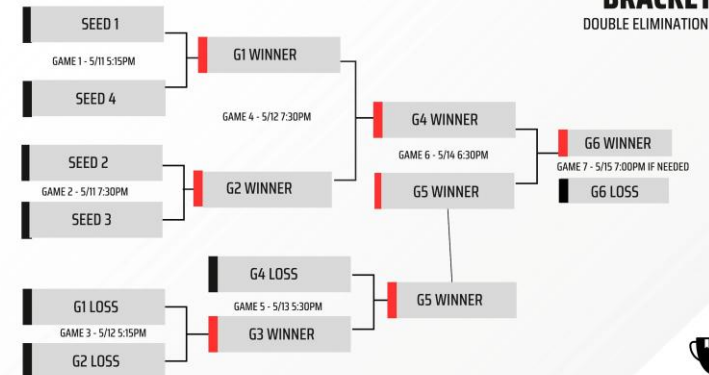 BRACKET
DOUBLE ELIMINATION
SEED 1
GAME 1 - 5/11 5:15PM
SEED 4
G1 WINNER
GAME 4 - 5/12 7:30PM
SEED 2
GAME 2 - 5/11 7:30PM
SEED 3
G2 WINNER
G4 WINNER
GAME 6 - 5/14 6:30PM
G5 WINNER
G6 WINNER
GAME 7 - 5/15 7:00PM IF NEEDED
G6 LOSS
G1 LOSS
GAME 3 - 5/12 5:15PM
G2 LOSS
G4 LOSS
GAME 5 - 5/13 5:30PM
G3 WINNER
G5 WINNER